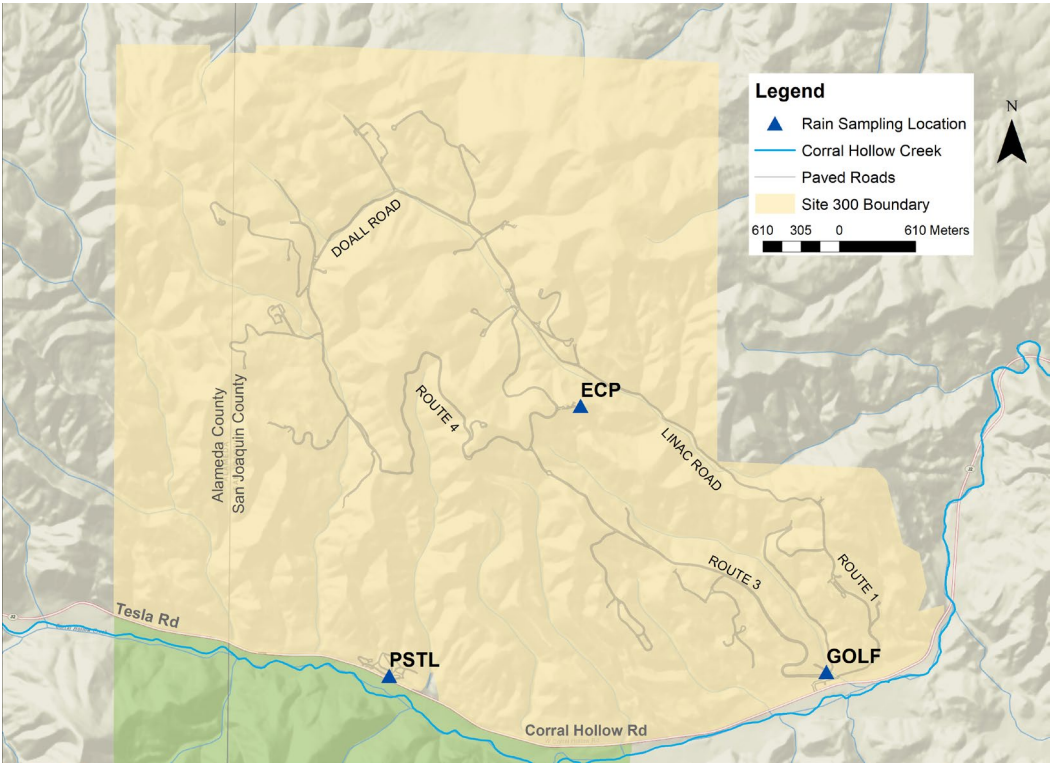 Legend
Rain Sampling Location
Corral Hollow Creek
Paved Roads
Site 300 Boundary
610 305 0 610 Meters
N
DOALL ROAD
ROUTE 4
ECP
LINAC ROAD
Alameda County
San Joaquin County
ROUTE 3
ROUTE 1
Tesla Rd
PSTL
GOLF
Corral Hollow Rd